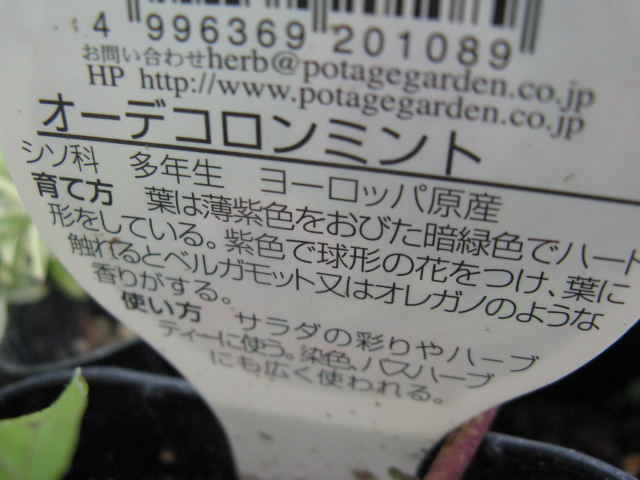 4 996369 201089
お問い合わせherb@potagegarden.co.jp
HP http://www.potagegarden.co.jp
オーデコロンミント
シソ科 多年生 ヨーロッパ原産
育て方 葉は薄紫色をおびた暗緑色でハート
形をしている。紫色で球形の花をつけ、葉に
触れるとベルガモット又はオレガノのような
香りがする。
使い方 サラダの彩りやハーブ
ティーに使う。染色、バスハーブ
にも広く使われる。